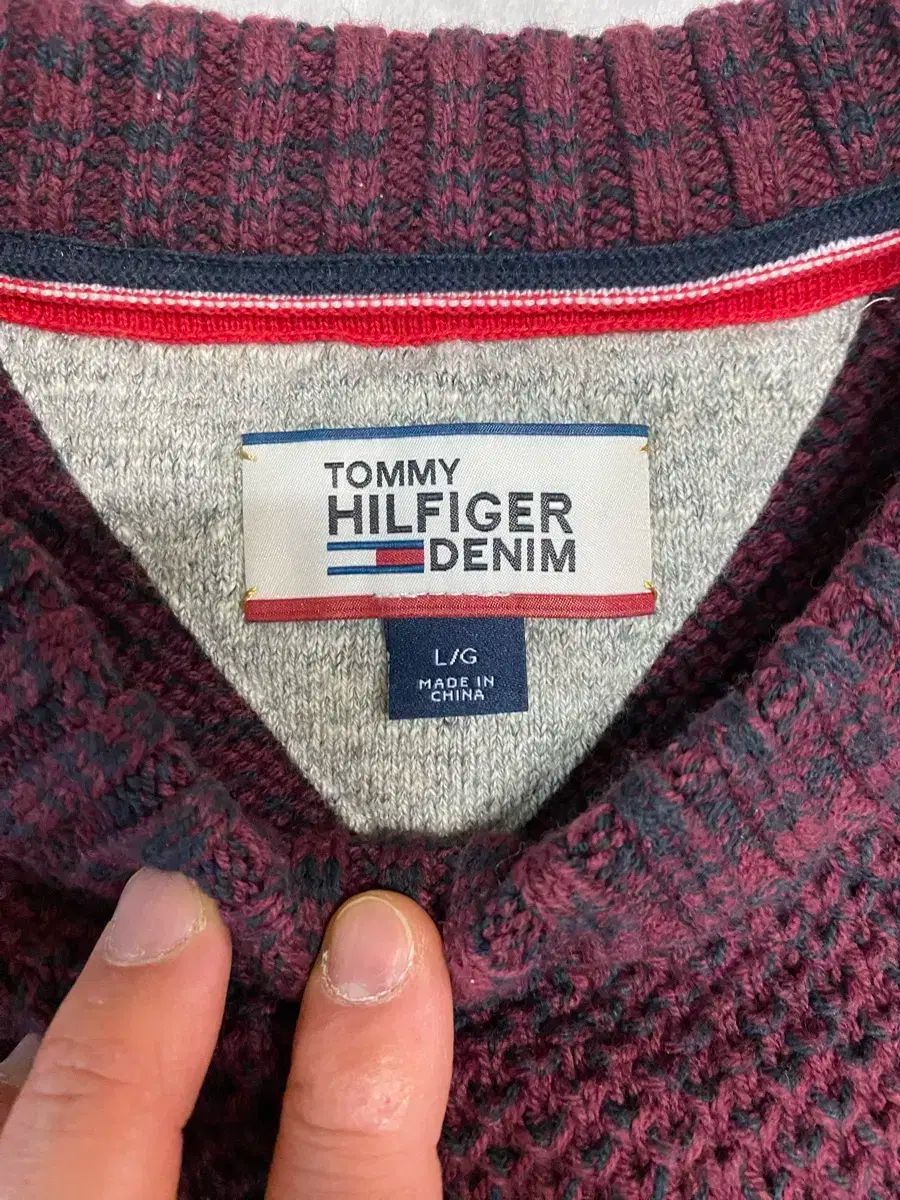 TOMMY
HILFIGER
DENIM
L/G
MADE IN
CHINA